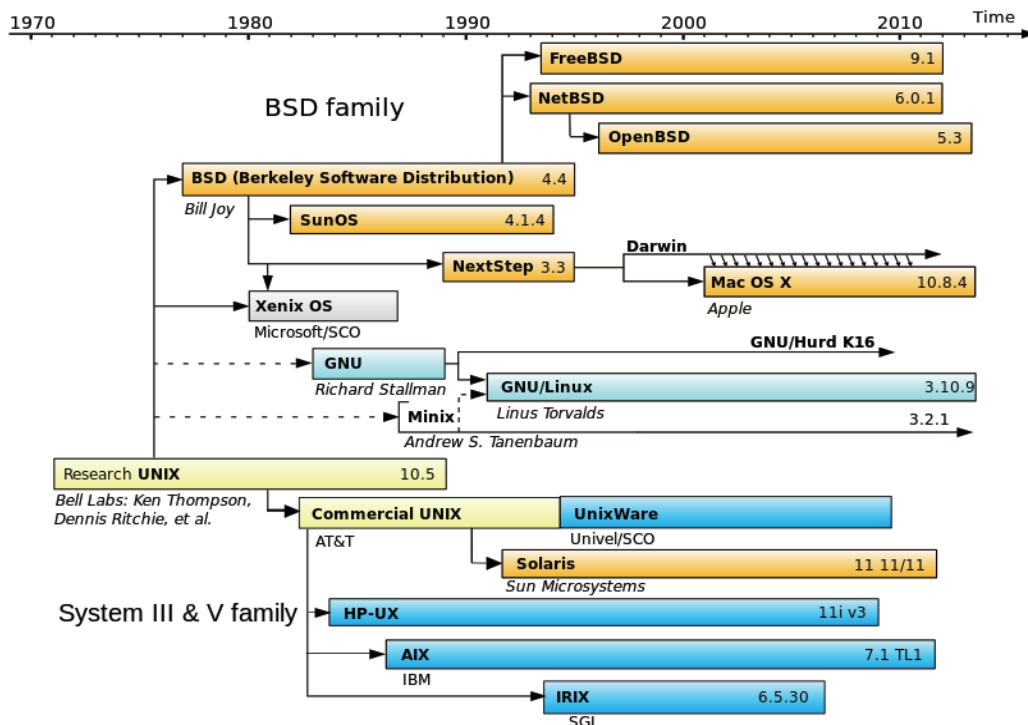 1970 1980 1990 2000 2010 Time
FreeBSD 9.1
BSD family
NetBSD 6.0.1
OpenBSD 5.3
BSD (Berkeley Software Distribution) 4.4
Bill Joy
SunOS 4.1.4
Darwin
NextStep 3.3
Mac OS X 10.8.4
Apple
Xenix OS
Microsoft/SCO
GNU/Hurd K16
GNU
Richard Stallman
GNU/Linux 3.10.9
Linus Torvalds
Minix 3.2.1
Andrew S. Tanenbaum
Research UNIX 10.5
Bell Labs: Ken Thompson,
Dennis Ritchie, et al.
Commercial UNIX
UnixWare
AT&T
Univel/SCO
Solaris 11 11/11
Sun Microsystems
System III & V family
HP-UX 11i v3
AIX 7.1 TL1
IBM
IRIX 6.5.30
SGI